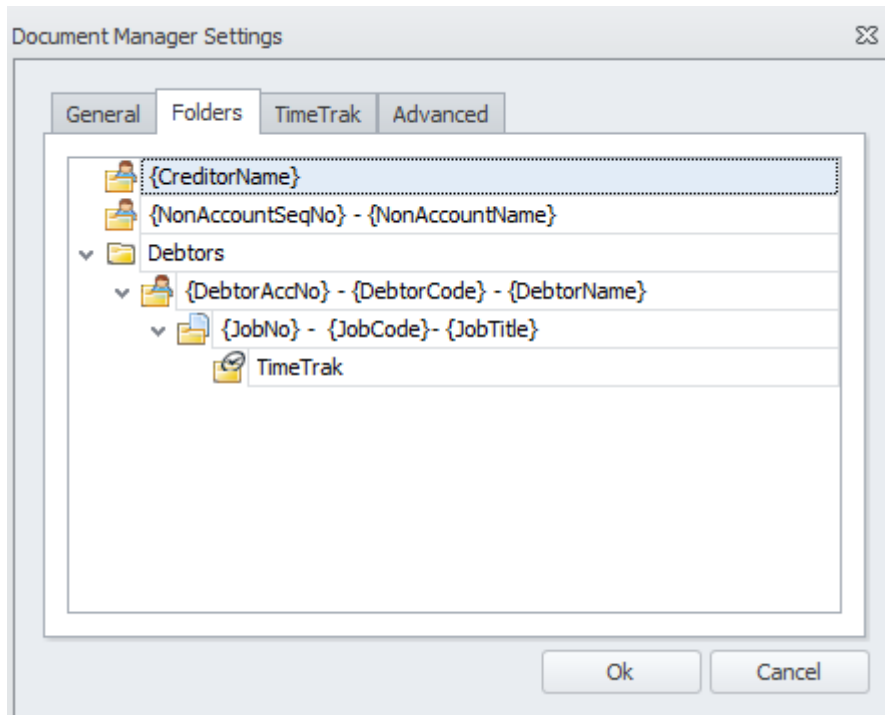 Document Manager Settings
General Folders TimeTrak Advanced
{CreditorName}
{NonAccountSeqNo} - {NonAccountName}
Debtors
{DebtorAccNo} - {DebtorCode} - {DebtorName}
{JobNo} -  {JobCode}- {JobTitle}
TimeTrak
Ok Cancel